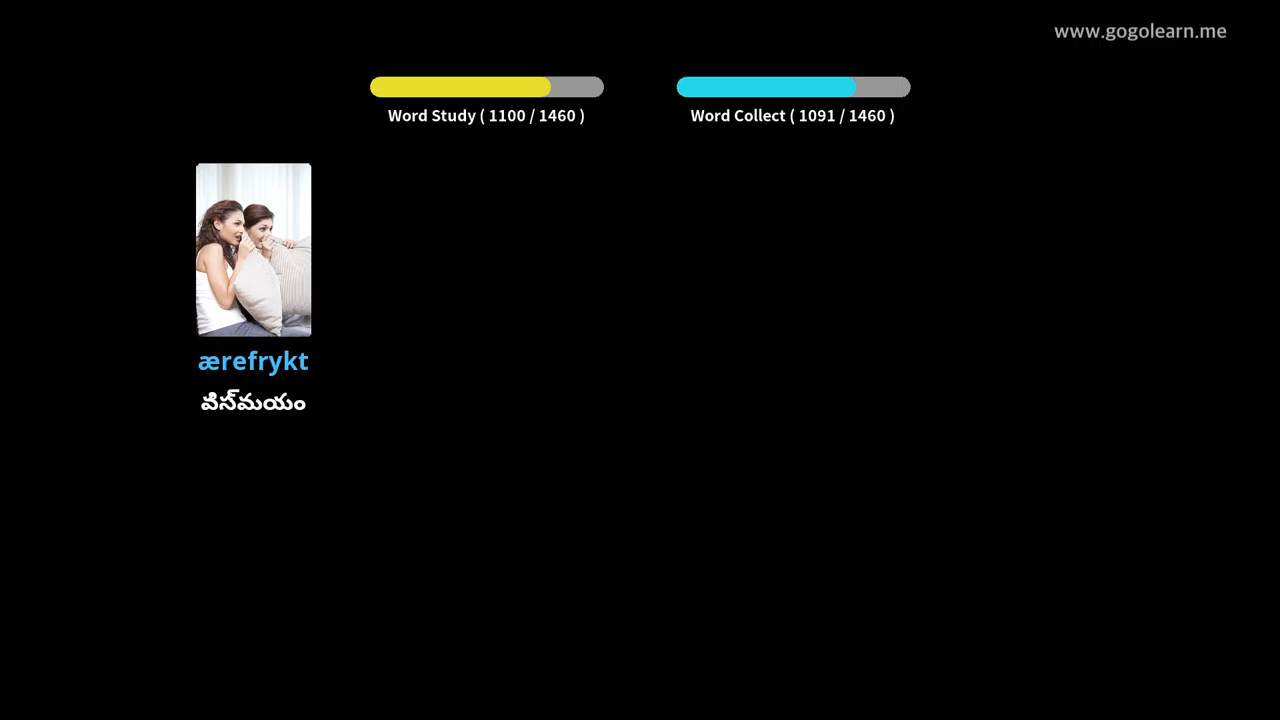 www.gogolearn.me
Word Study ( 1100 / 1460 )
Word Collect ( 1091 / 1460 )
ærefrykt
విస్మయం